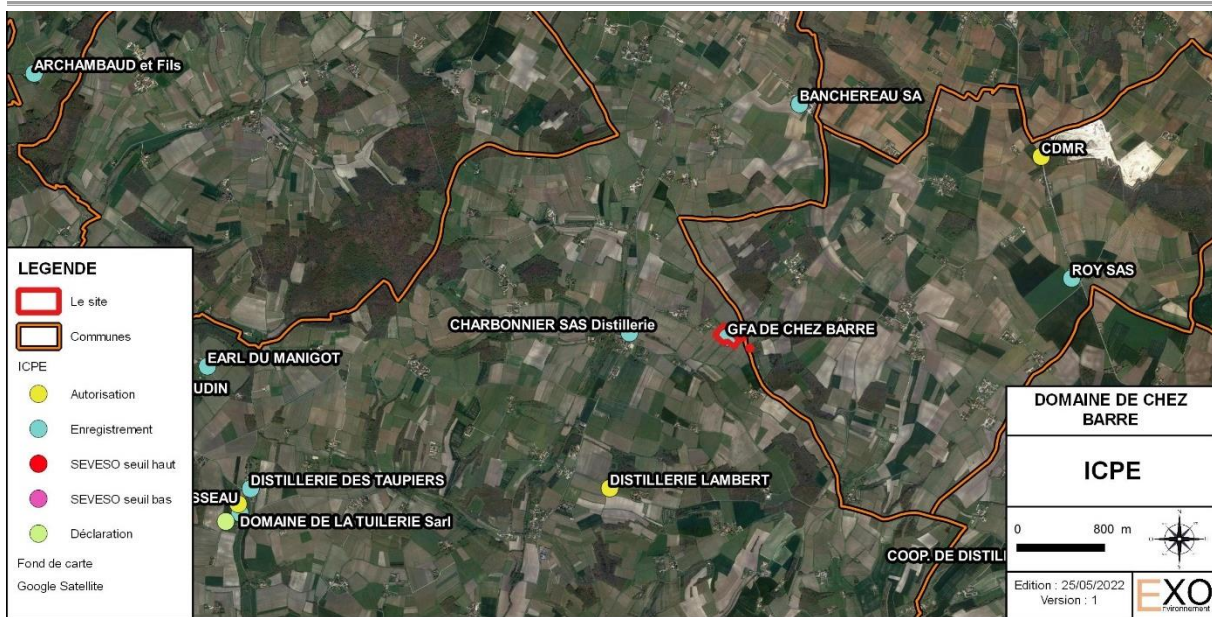 ARCHAMBAUD et Fils
BANCHEREAU SA
CDMR
ROY SAS
CHARBONNIER SAS Distillerie
GFA DE CHEZ BARRE
EARL DU MANIGOT
UDIN
DISTILLERIE DES TAUPIERS
DISTILLERIE LAMBERT
SSEAU
DOMAINE DE LA TUILERIE Sarl
COOP. DE DISTILI
LEGENDE
Le site
Communes
ICPE
Autorisation
Enregistrement
SEVESO seuil haut
SEVESO seuil bas
Déclaration
Fond de carte
Google Satellite
DOMAINE DE CHEZ
BARRE
ICPE
0 800 m
Edition : 25/05/2022
Version : 1
EXO
nvironnement